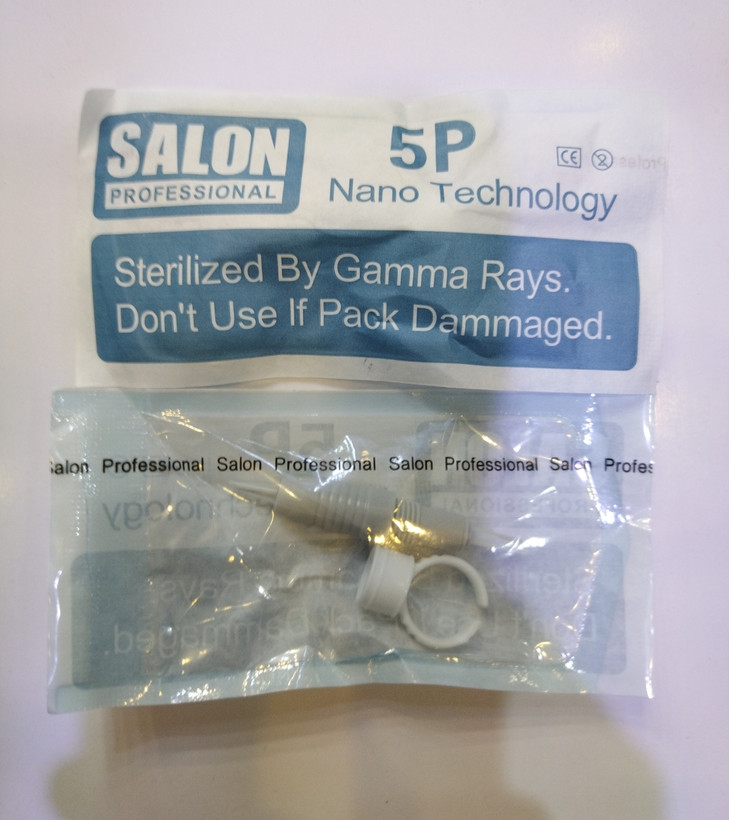 SALON
PROFESSIONAL
5P
Nano Technology
CE
2
Sterilized By Gamma Rays.
Don't Use If Pack Dammaged.
Salon Professional Salon Professional Salon Professional Salon Profes